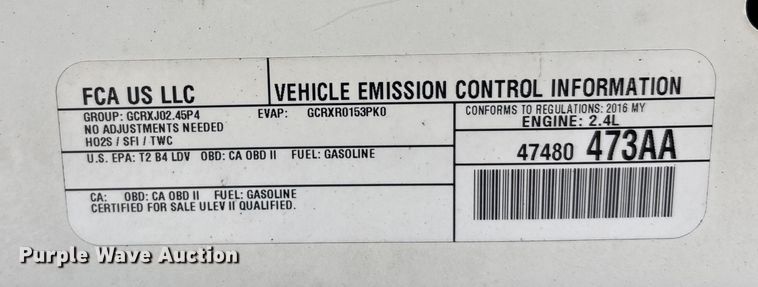 FCA US LLC
VEHICLE EMISSION CONTROL INFORMATION
GROUP: GCRXJ02.45P4 EVAP: GCRXR0153PK0
NO ADJUSTMENTS NEEDED
HO2S / SFI / TWC
CONFORMS TO REGULATIONS: 2016 MY
ENGINE: 2.4L
U.S. EPA: T2 B4 LDV OBD: CA OBD II FUEL: GASOLINE
47480 473AA
CA: OBD: CA OBD II FUEL: GASOLINE
CERTIFIED FOR SALE ULEV II QUALIFIED.
Purple Wave Auction